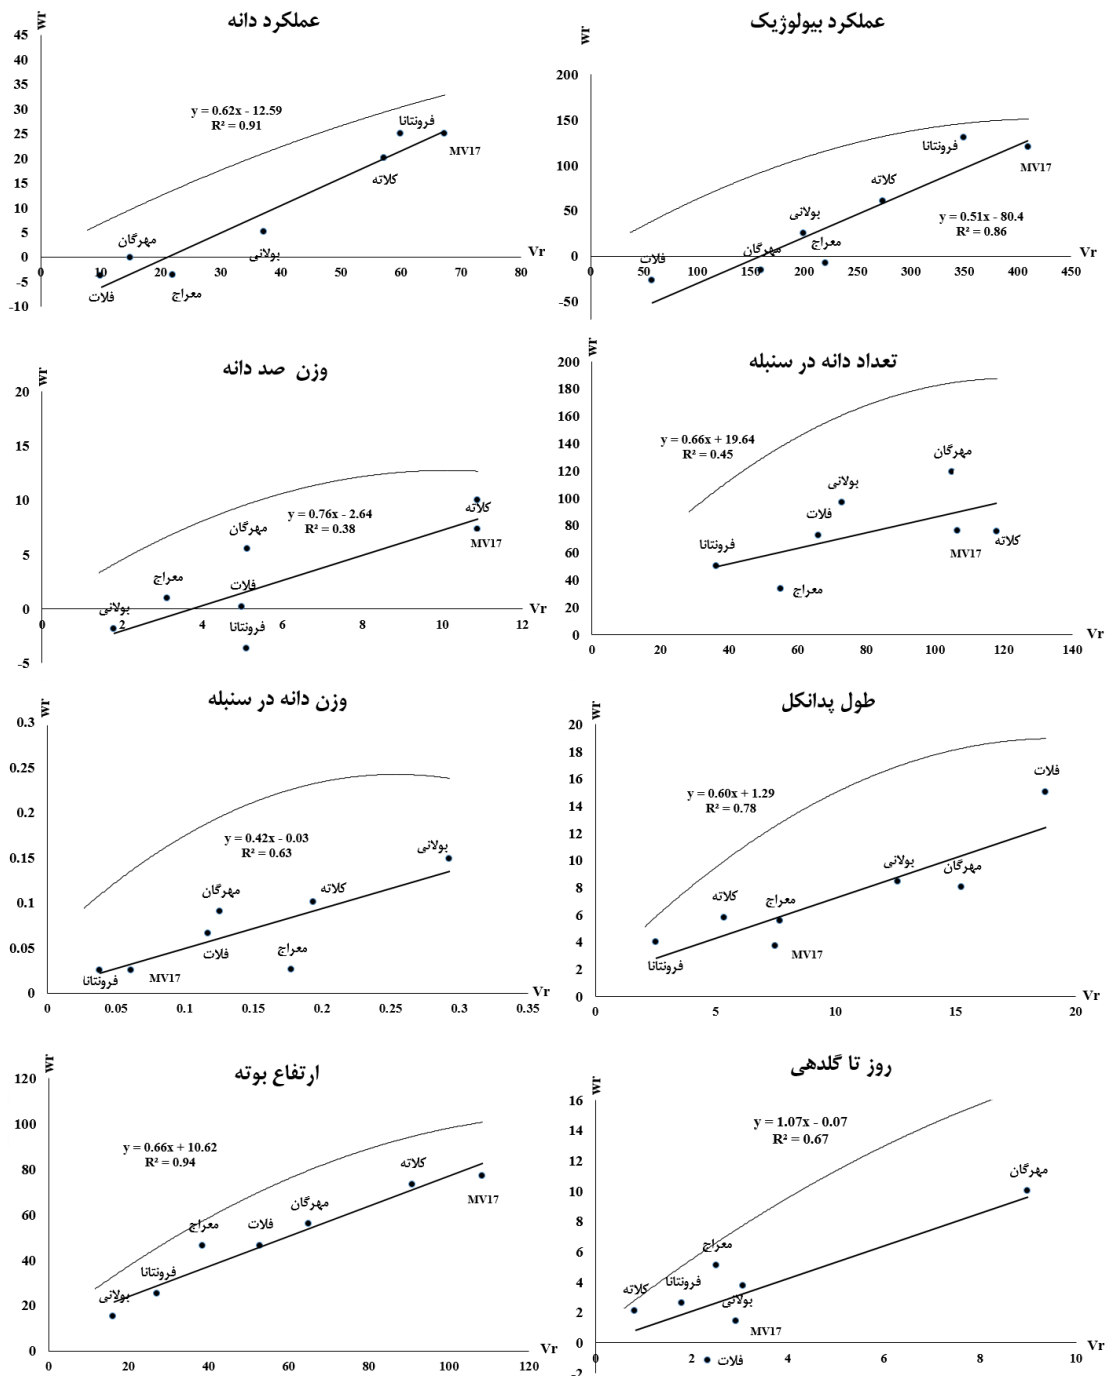 عملکرد دانه
wr
45
40
35
30
25
20
15
10
5
0
-5
-10
y = 0.62x - 12.59
R² = 0.91
فرونتانا
MV17
کلاته
بولانی
مهرگان
معراج
فلات
Vr
0 10 20 30 40 50 60 70 80
عملکرد بیولوژیک
wr
200
150
100
50
0
-50
فرونتانا
MV17
کلاته
بولانی
معراج
مهرگان
فلات
y = 0.51x - 80.4
R² = 0.86
Vr
0 50 100 150 200 250 300 350 400 450
وزن صد دانه
wr
20
15
10
5
0
-5
y = 0.76x - 2.64
R² = 0.38
کلاته
MV17
مهرگان
معراج
فلات
فرونتانا
بولانی
Vr
0 2 4 6 8 10 12
تعداد دانه در سنبله
wr
200
180
160
140
120
100
80
60
40
20
0
y = 0.66x + 19.64
R² = 0.45
مهرگان
بولانی
فلات
فرونتانا
MV17
کلاته
معراج
Vr
0 20 40 60 80 100 120 140
وزن دانه در سنبله
wr
0.3
0.25
0.2
0.15
0.1
0.05
0
y = 0.42x - 0.03
R² = 0.63
بولانی
مهرگان
کلاته
فلات
معراج
فرونتانا
MV17
Vr
0 0.05 0.1 0.15 0.2 0.25 0.3 0.35
طول پدانکل
wr
20
18
16
14
12
10
8
6
4
2
0
y = 0.60x + 1.29
R² = 0.78
فلات
بولانی
مهرگان
کلاته
معراج
MV17
فرونتانا
Vr
0 5 10 15 20
ارتفاع بوته
wr
120
100
80
60
40
20
0
y = 0.66x + 10.62
R² = 0.94
کلاته
MV17
مهرگان
فلات
معراج
فرونتانا
بولانی
Vr
0 20 40 60 80 100 120
روز تا گلدهی
wr
16
14
12
10
8
6
4
2
0
-2
y = 1.07x - 0.07
R² = 0.67
مهرگان
معراج
فرونتانا
کلاته
بولانی
MV17
فلات
Vr
0 2 4 6 8 10